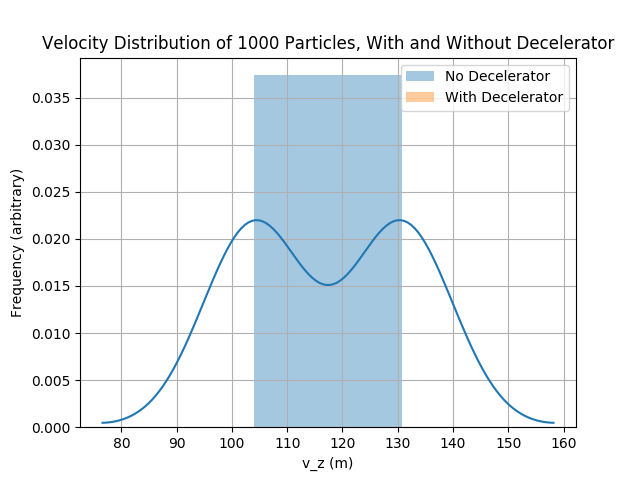 Velocity Distribution of 1000 Particles, With and Without Decelerator
No Decelerator
With Decelerator
Frequency (arbitrary)
0.035
0.030
0.025
0.020
0.015
0.010
0.005
0.000
80 90 100 110 120 130 140 150 160
v_z (m)